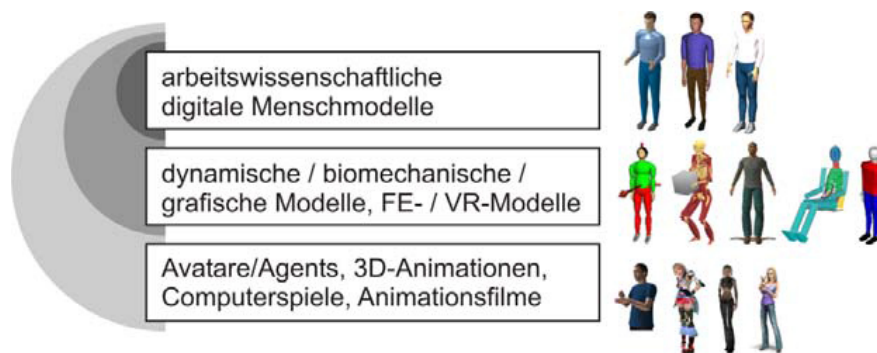 arbeitswissenschaftliche
digitale Menschmodelle
dynamische / biomechanische /
grafische Modelle, FE- / VR-Modelle
Avatare/Agents, 3D-Animationen,
Computerspiele, Animationsfilme